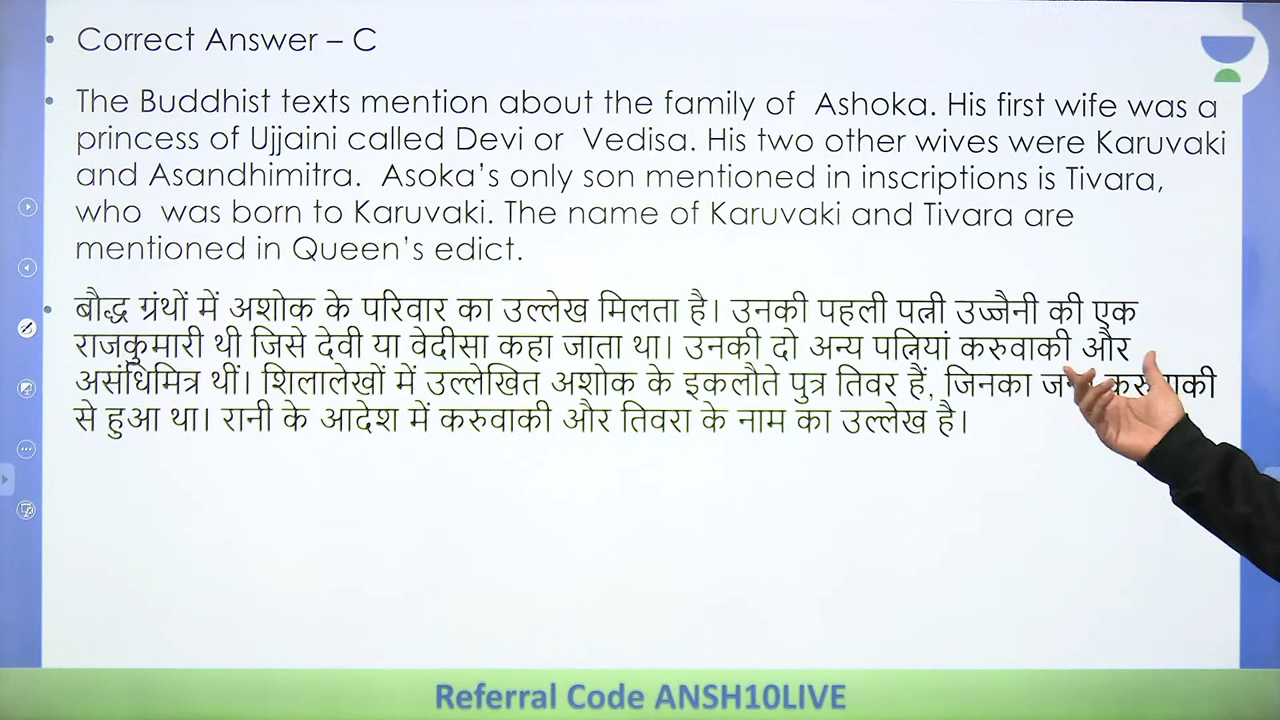 Correct Answer – C
The Buddhist texts mention about the family of Ashoka. His first wife was a
princess of Ujjaini called Devi or Vedisa. His two other wives were Karuvaki
and Asandhimitra. Asoka's only son mentioned in inscriptions is Tivara,
who was born to Karuvaki. The name of Karuvaki and Tivara are
mentioned in Queen's edict.
बौद्ध ग्रंथों में अशोक के परिवार का उल्लेख मिलता है। उनकी पहली पत्नी उज्जैनी की एक
राजकुमारी थी जिसे देवी या वेदीसा कहा जाता था। उनकी दो अन्य पत्नियां करुवाकी और
असंधिमित्र थीं। शिलालेखों में उल्लेखित अशोक के इकलौते पुत्र तिवर हैं, जिनका
से हुआ था। रानी के आदेश में करुवाकी और तिवरा के नाम का उल्लेख है।
Referral Code ANSH10LIVE